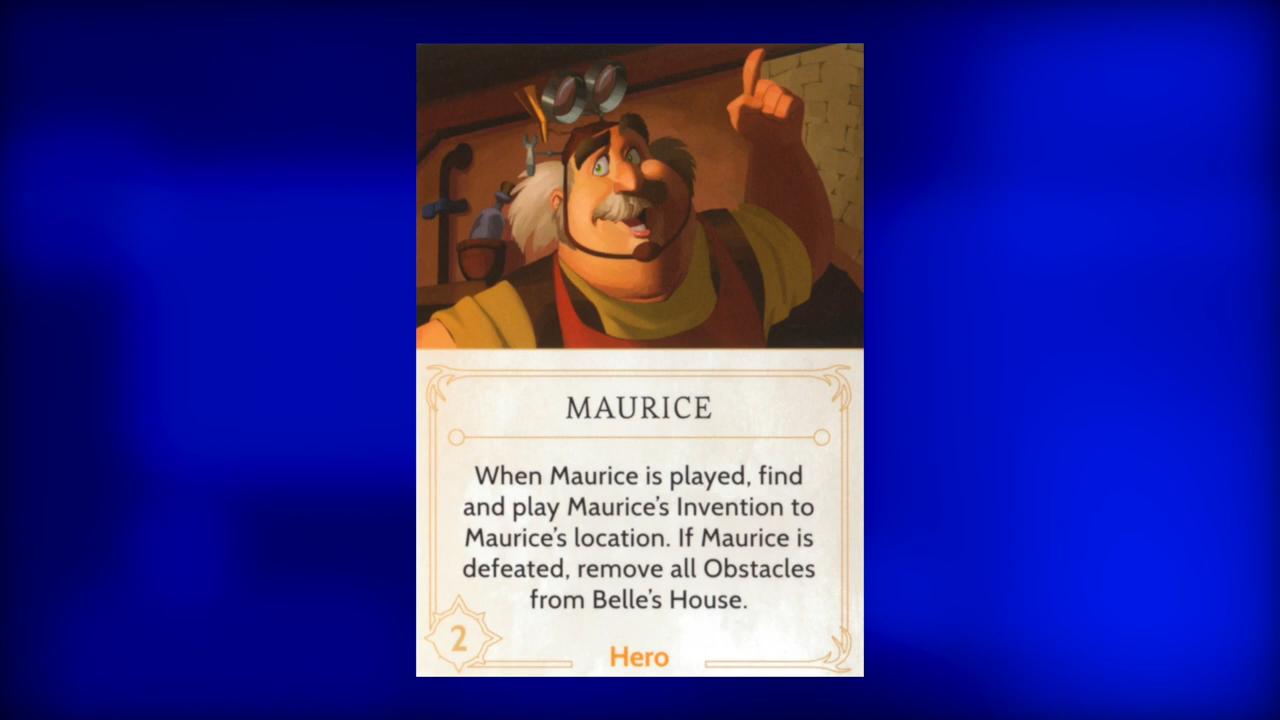 MAURICE
When Maurice is played, find
and play Maurice's Invention to
Maurice's location. If Maurice is
defeated, remove all Obstacles
from Belle's House.
2
Hero